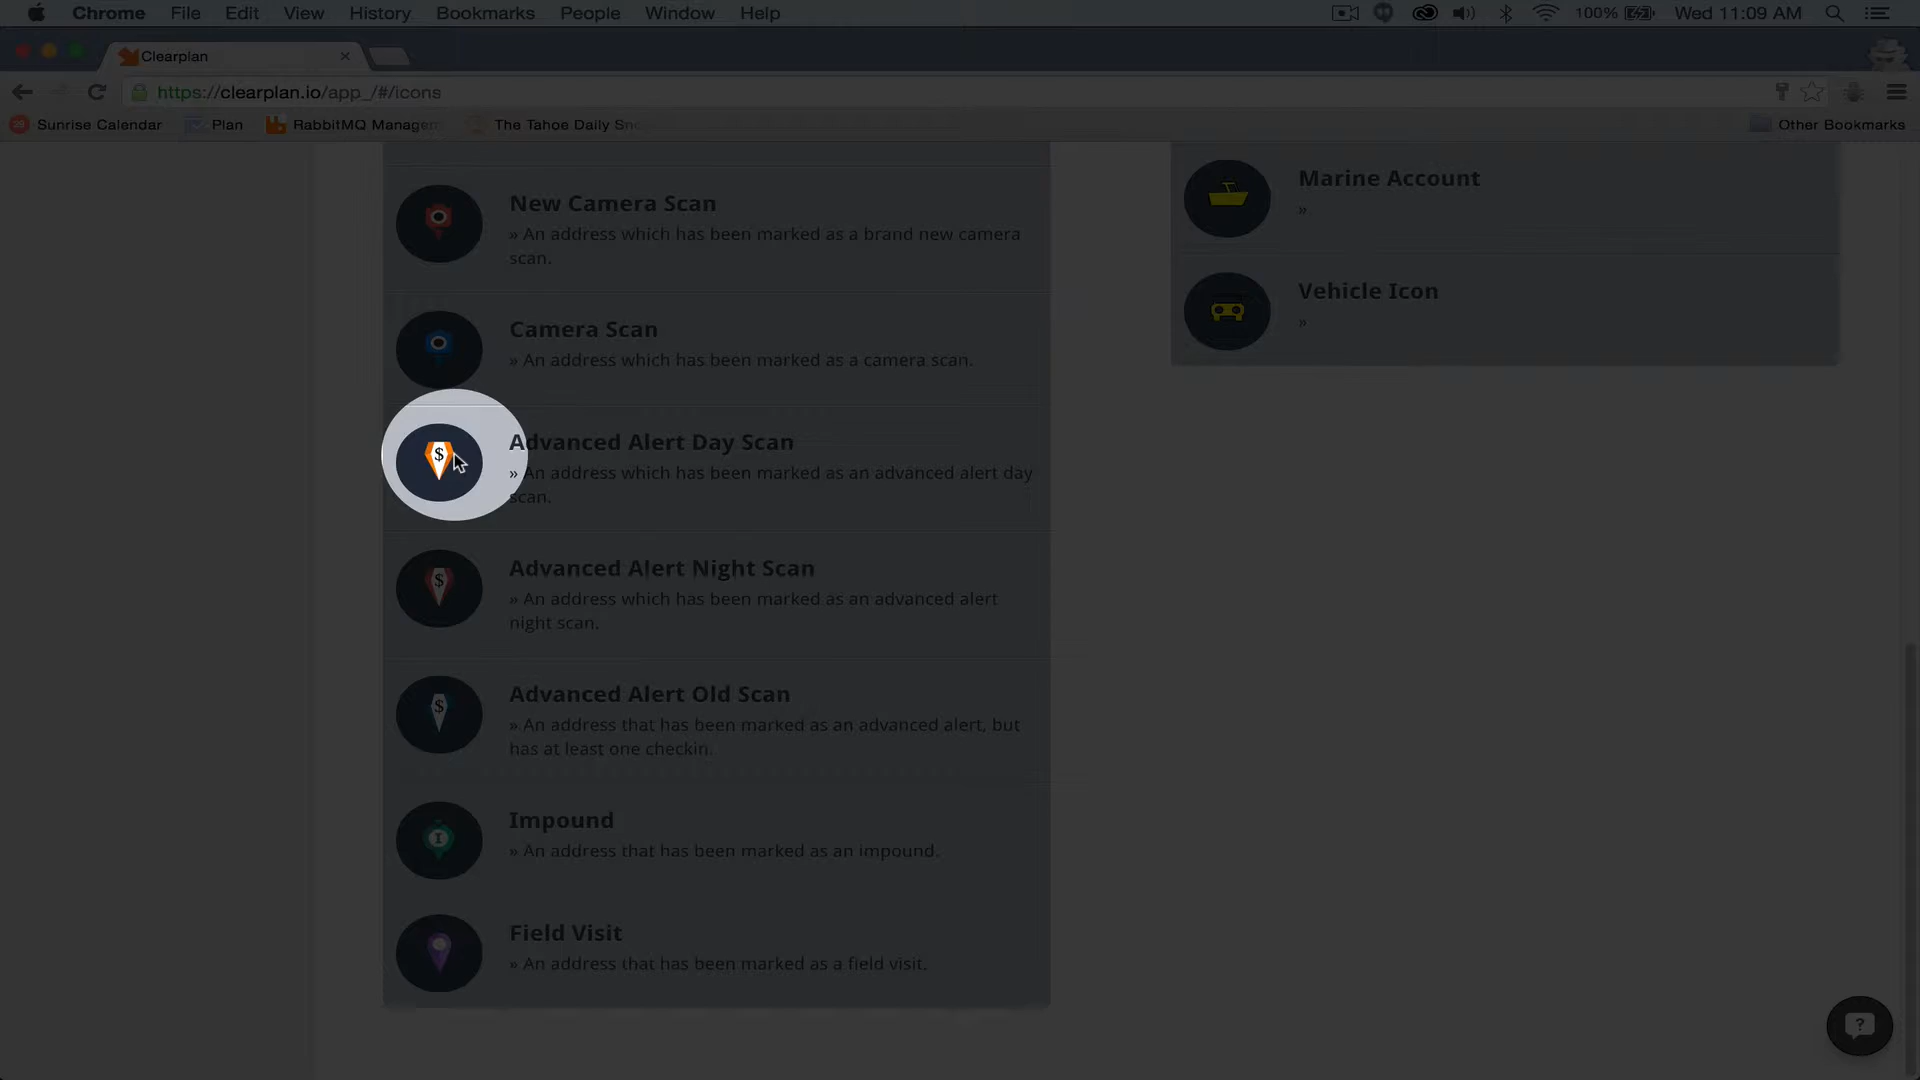 Chrome File Edit View History Bookmarks People Window Help 100% Wed 11:09 AM
Clearplan
https://clearplan.io/app_/#/icons
29 Sunrise Calendar Plan RabbitMQ Managem The Tahoe Daily Sno Other Bookmarks
New Camera Scan
» An address which has been marked as a brand new camera
scan.
Camera Scan
» An address which has been marked as a camera scan.
$ Advanced Alert Day Scan
» An address which has been marked as an advanced alert day
scan.
$ Advanced Alert Night Scan
» An address which has been marked as an advanced alert
night scan.
$ Advanced Alert Old Scan
» An address that has been marked as an advanced alert, but
has at least one checkin.
I Impound
» An address that has been marked as an impound.
Field Visit
» An address that has been marked as a field visit.
Marine Account
»
Vehicle Icon
»
?